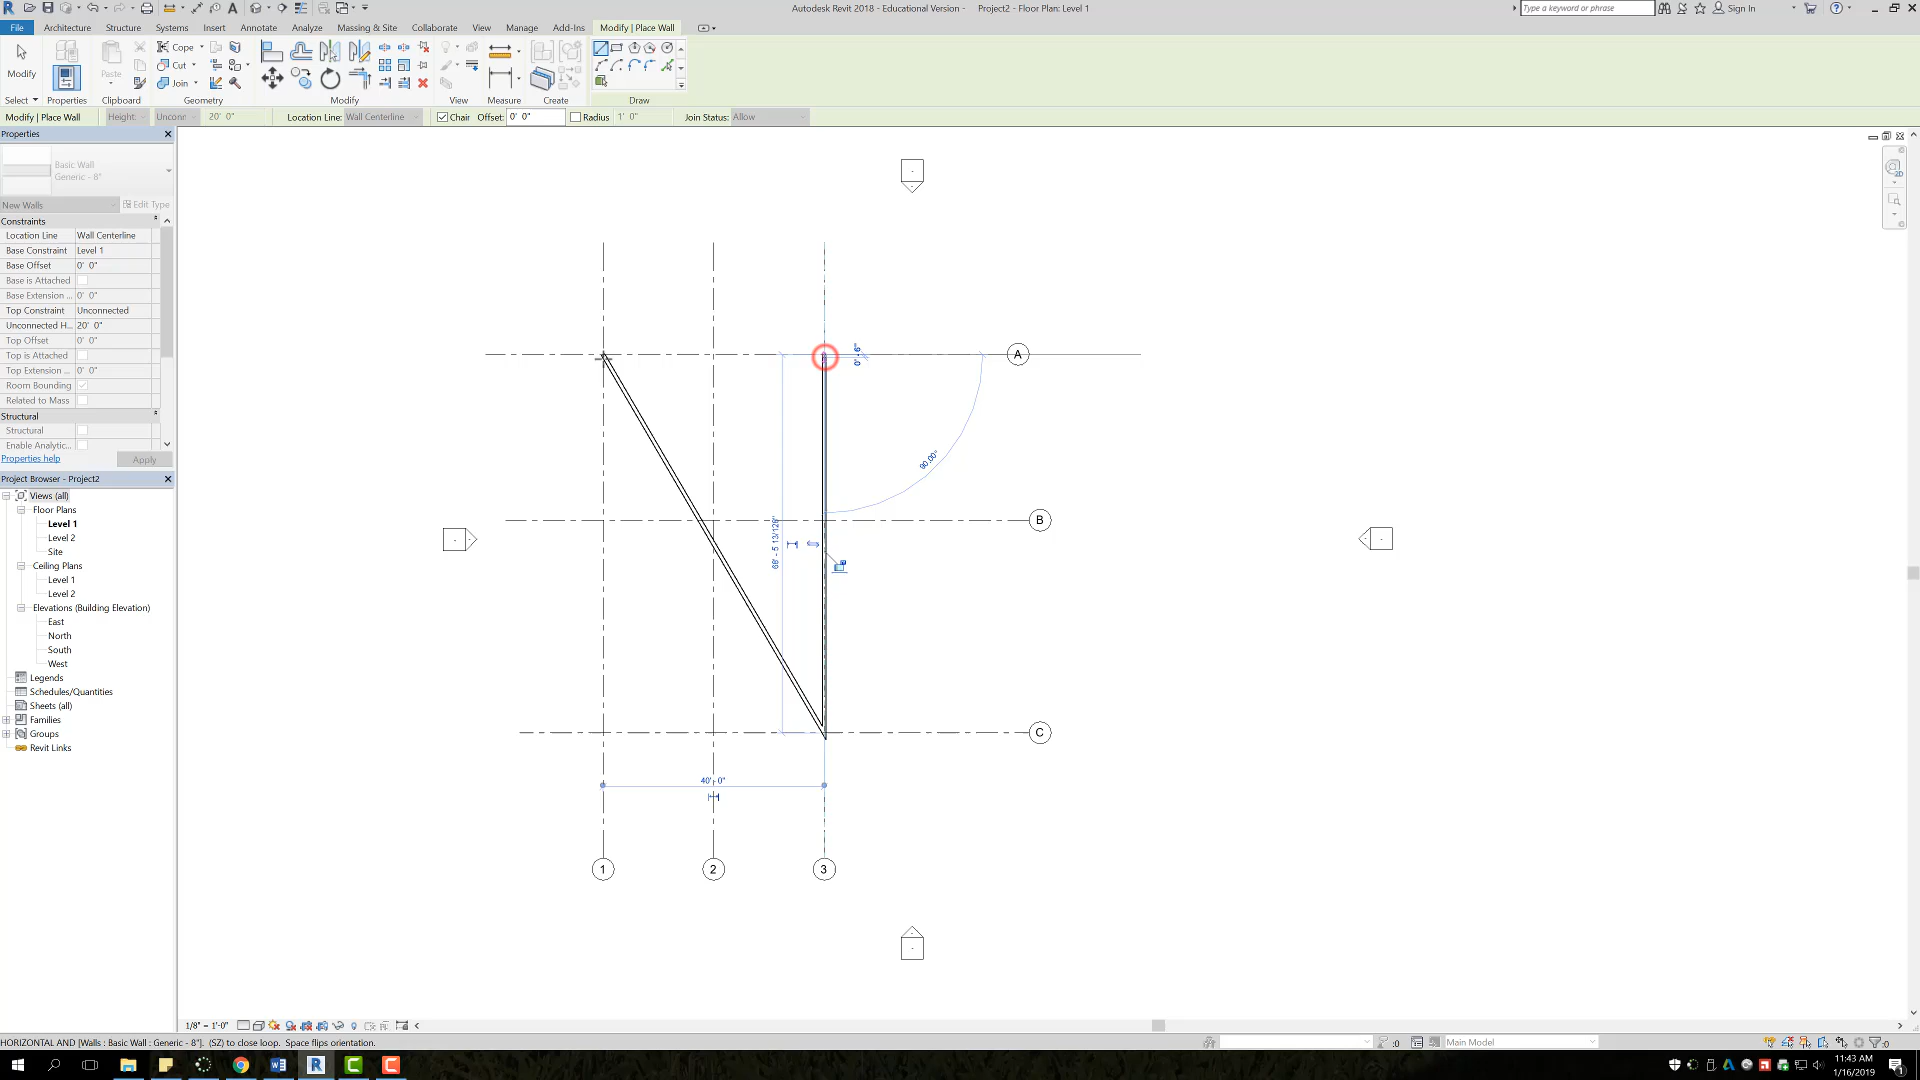 Autodesk Revit 2018 - Educational Version -    Project2 - Floor Plan: Level 1
Type a keyword or phrase
Sign In
File Architecture Structure Systems Insert Annotate Analyze Massing & Site Collaborate View Manage Add-Ins Modify | Place Wall
Modify
Paste
Cope
Cut
Join
Select Properties Clipboard Geometry Modify View Measure Create Draw
Modify | Place Wall Height: Unconn 20' 0" Location Line: Wall Centerline Chair Offset: 0' 0" Radius 1' 0" Join Status: Allow
Properties
Basic Wall
Generic - 8"
New Walls Edit Type
Constraints
Location Line Wall Centerline
Base Constraint Level 1
Base Offset 0' 0"
Base is Attached
Base Extension ... 0' 0"
Top Constraint Unconnected
Unconnected H... 20' 0"
Top Offset 0' 0"
Top is Attached
Top Extension ... 0' 0"
Room Bounding
Related to Mass
Structural
Structural
Enable Analytic...
Properties help Apply
Project Browser - Project2
Views (all)
Floor Plans
Level 1
Level 2
Site
Ceiling Plans
Level 1
Level 2
Elevations (Building Elevation)
East
North
South
West
Legends
Schedules/Quantities
Sheets (all)
Families
Groups
Revit Links
2D
A
90.00°
B
C
40' - 0"
1 2 3
1/8" = 1'-0"
HORIZONTAL AND [Walls : Basic Wall : Generic - 8"]. (SZ) to close loop. Space flips orientation.
:0
Main Model
:0
11:43 AM
1/16/2019